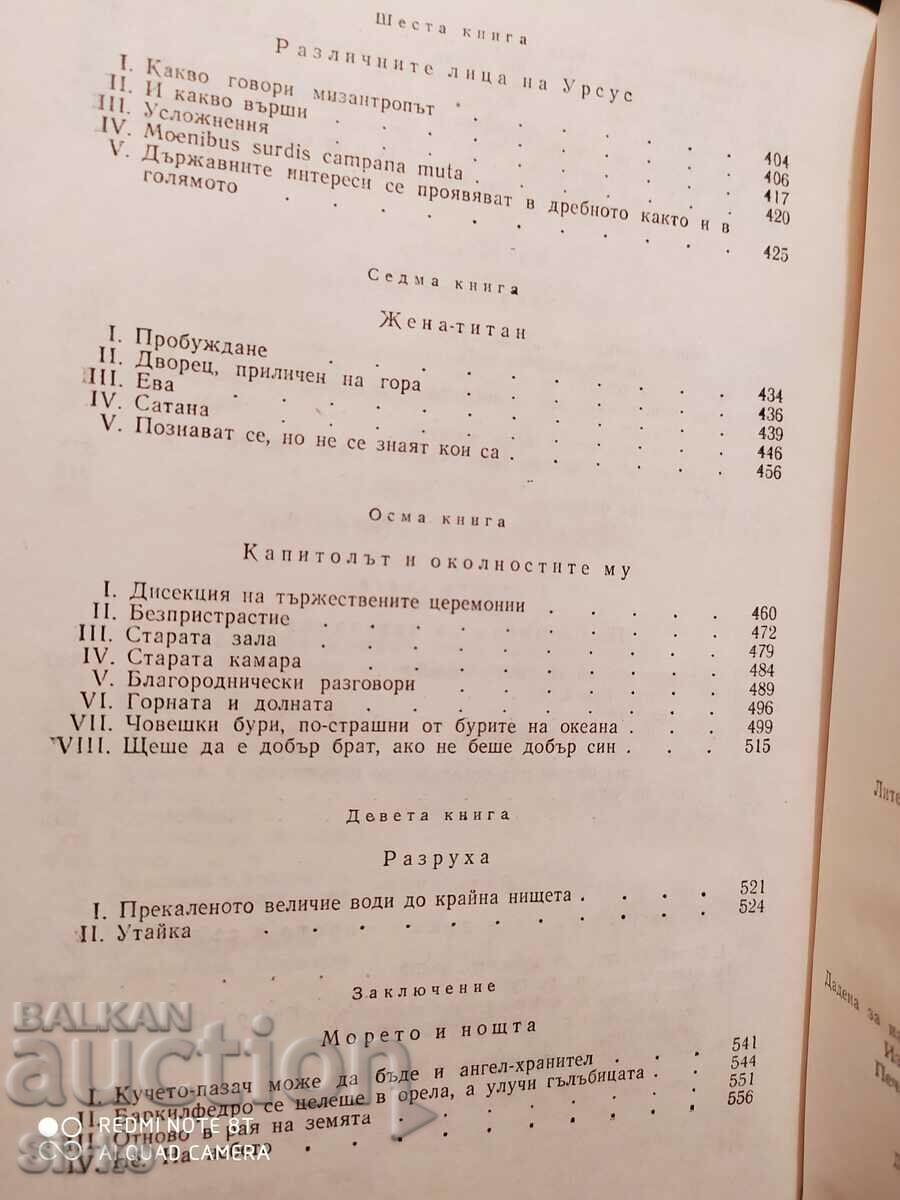 Шеста книга
Различните лица на Урсус
I. Какво говори мизантропът . . . . . . . 404
II. И какво върши . . . . . . . . . 406
III. Усложнения . . . . . . . . . 417
IV. Moenibus surdis campana muta . . . . . . 420
V. Държавните интереси се проявяват в дребното както и в
голямото . . . . . . . . 425
Седма книга
Жена-титан
I. Пробуждане . . . . . . . . . 434
II. Дворец, приличен на гора . . . . . . . 436
III. Ева . . . . . . . . . . 439
IV. Сатана . . . . . . . . . 446
V. Познават се, но не се знаят кои са . . . . . . 456
Осма книга
Капитолът и околностите му
I. Дисекция на тържествените церемонии . . . . . 460
II. Безпристрастие . . . . . . . . . 472
III. Старата зала . . . . . . . . . 479
IV. Старата камара . . . . . . . . 484
V. Благороднически разговори . . . . . . 489
VI. Горната и долната . . . . . . . . 496
VII. Човешки бури, по-страшни от бурите на океана . . . 499
VIII. Щеше да е добър брат, ако не беше добър син . . . 515
Девета книга
Разруха
I. Прекаленото величие води до крайна нищета . . . . 521
II. Утайка . . . . . . . . . . 524
Заключение
Морето и нощта
I. Кучето-пазач може да бъде и ангел-хранител . . . 541
II. Баркилфедро се целеше в орела, а улучи гълъбицата . . . 544
III. Отново в рая на земята . . . . . . 551
IV. Не. На небето . . . . . . . . 556
Дадена за
BALKAN
auction
REDMI NOTE 8T
AI QUAD CAMERA